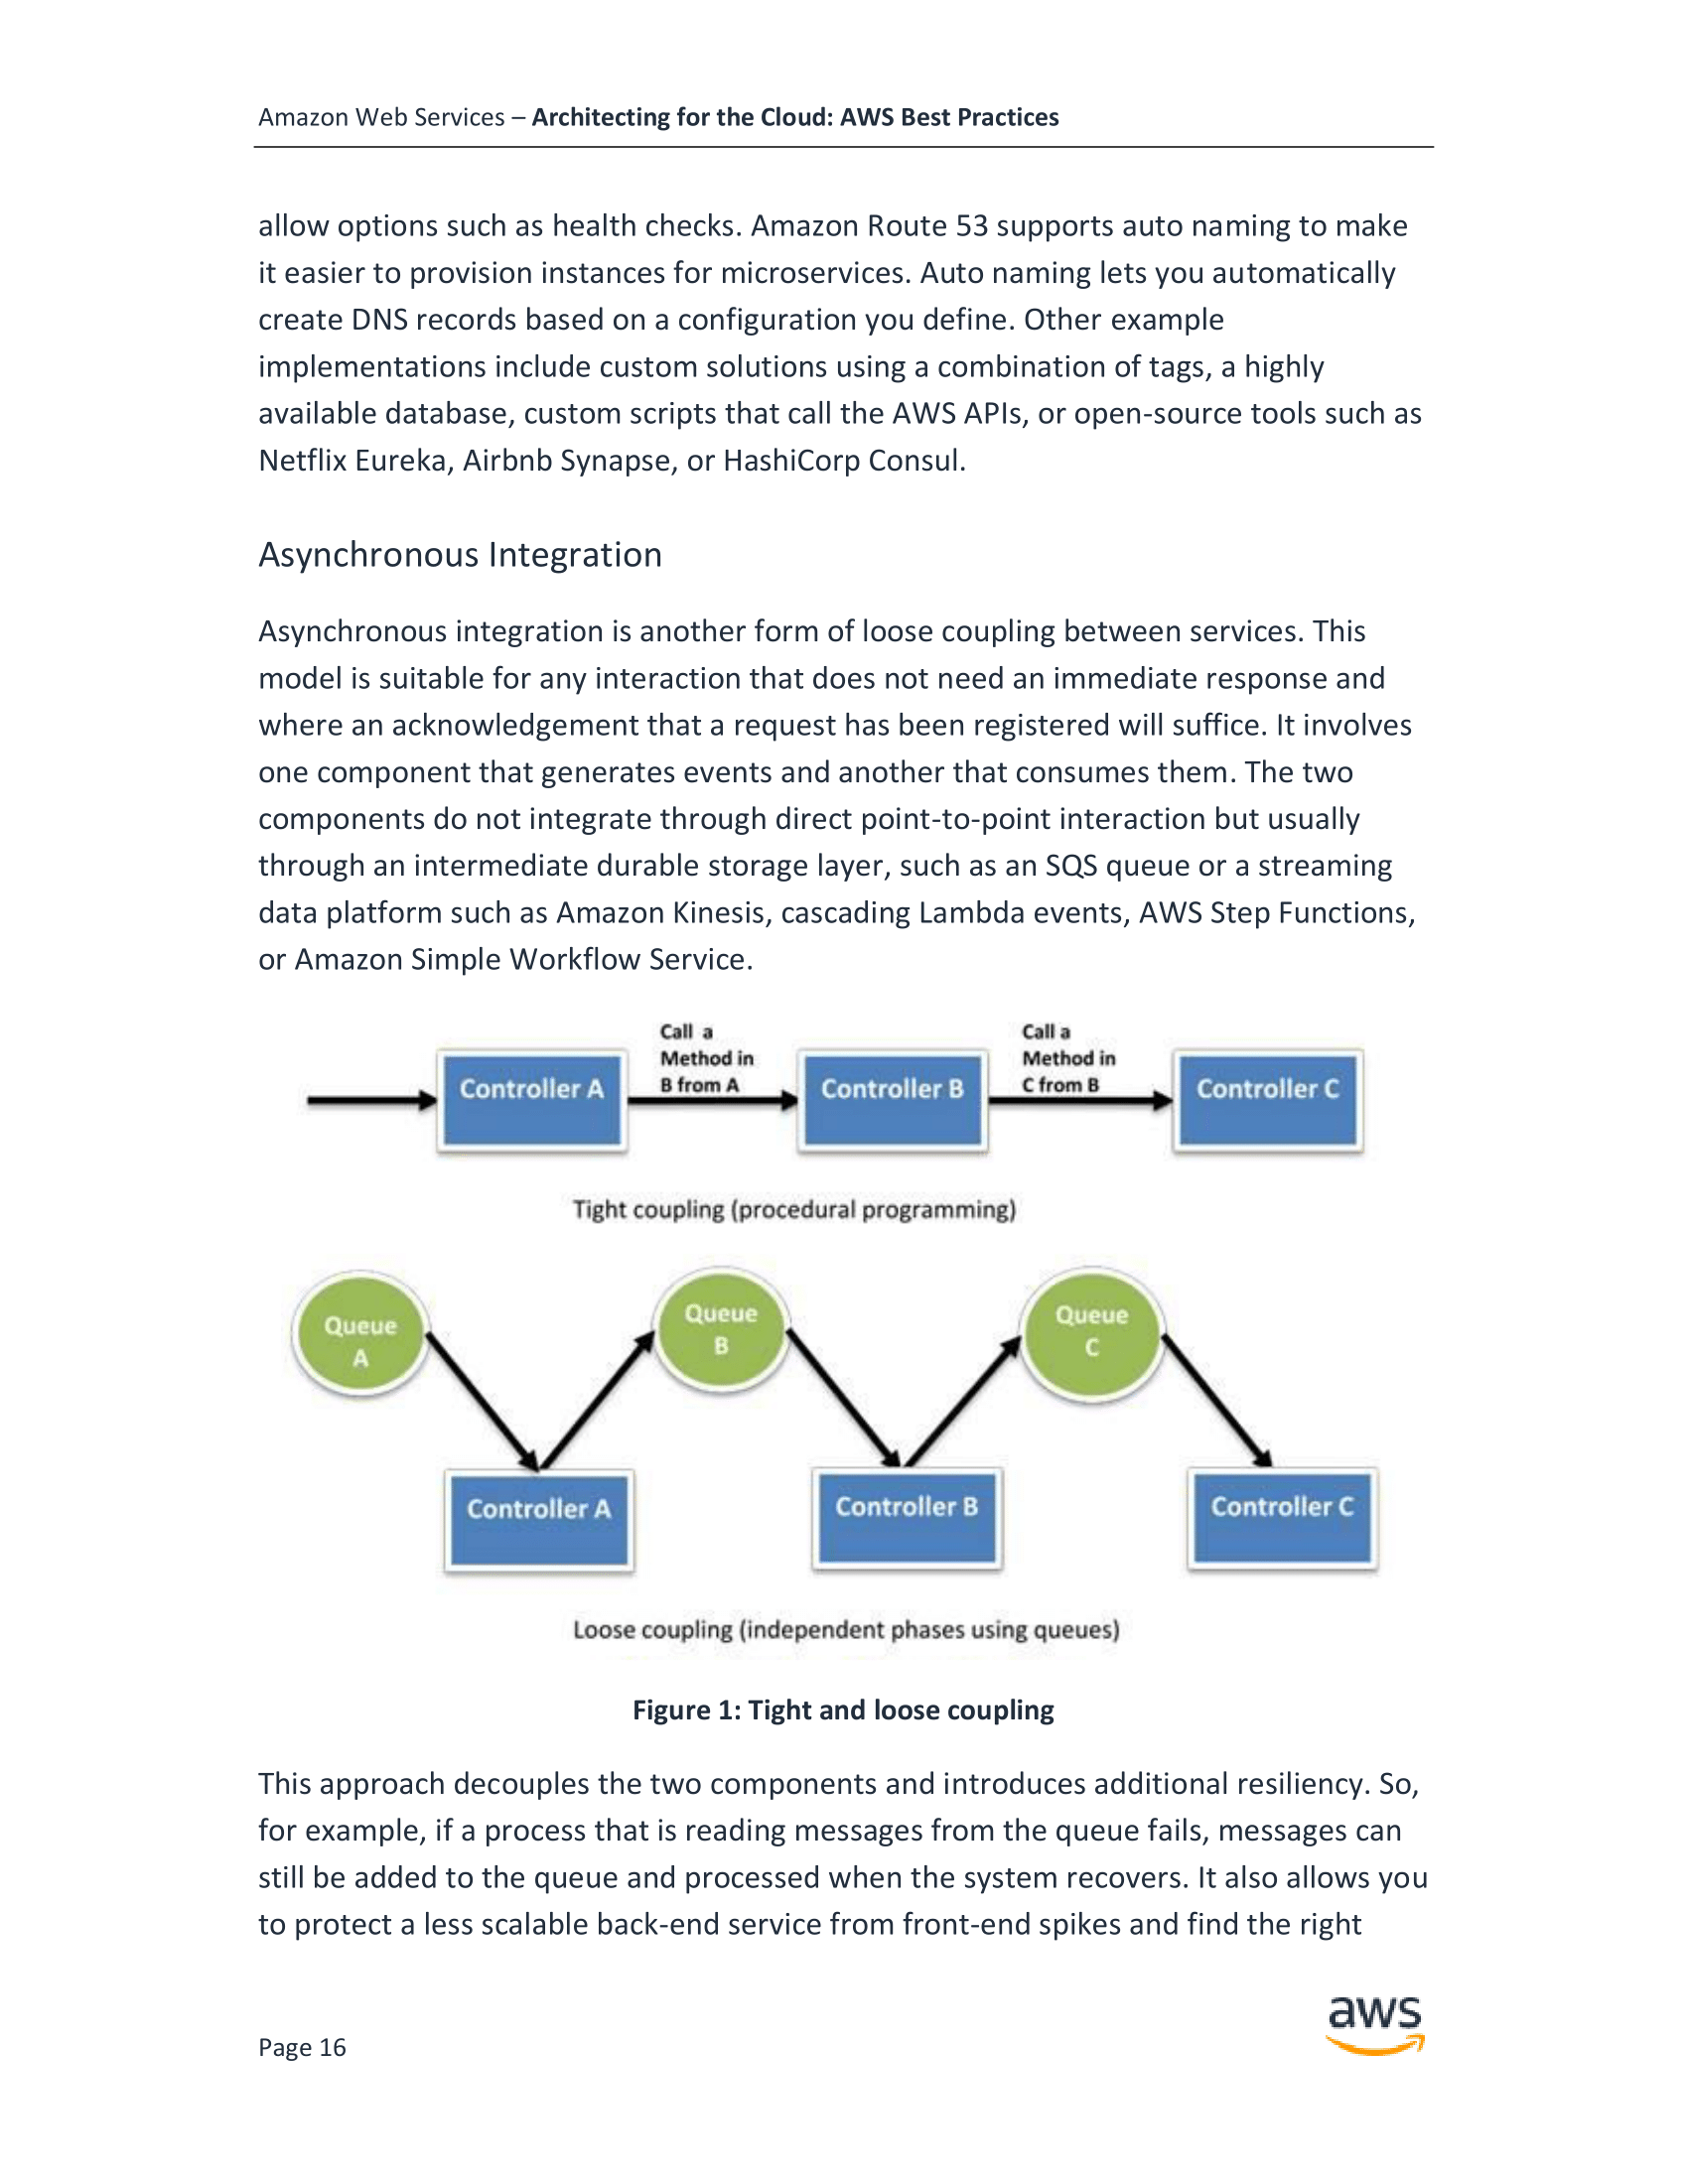 Amazon Web Services – Architecting for the Cloud: AWS Best Practices
allow options such as health checks. Amazon Route 53 supports auto naming to make
it easier to provision instances for microservices. Auto naming lets you automatically
create DNS records based on a configuration you define. Other example
implementations include custom solutions using a combination of tags, a highly
available database, custom scripts that call the AWS APIs, or open-source tools such as
Netflix Eureka, Airbnb Synapse, or HashiCorp Consul.
Asynchronous Integration
Asynchronous integration is another form of loose coupling between services. This
model is suitable for any interaction that does not need an immediate response and
where an acknowledgement that a request has been registered will suffice. It involves
one component that generates events and another that consumes them. The two
components do not integrate through direct point-to-point interaction but usually
through an intermediate durable storage layer, such as an SQS queue or a streaming
data platform such as Amazon Kinesis, cascading Lambda events, AWS Step Functions,
or Amazon Simple Workflow Service.
Controller A
Call a
Method in
B from A
Controller B
Call a
Method in
C from B
Controller C
Tight coupling (procedural programming)
Queue
A
Queue
B
Queue
C
Controller A
Controller B
Controller C
Loose coupling (independent phases using queues)
Figure 1: Tight and loose coupling
This approach decouples the two components and introduces additional resiliency. So,
for example, if a process that is reading messages from the queue fails, messages can
still be added to the queue and processed when the system recovers. It also allows you
to protect a less scalable back-end service from front-end spikes and find the right
Page 16
aws